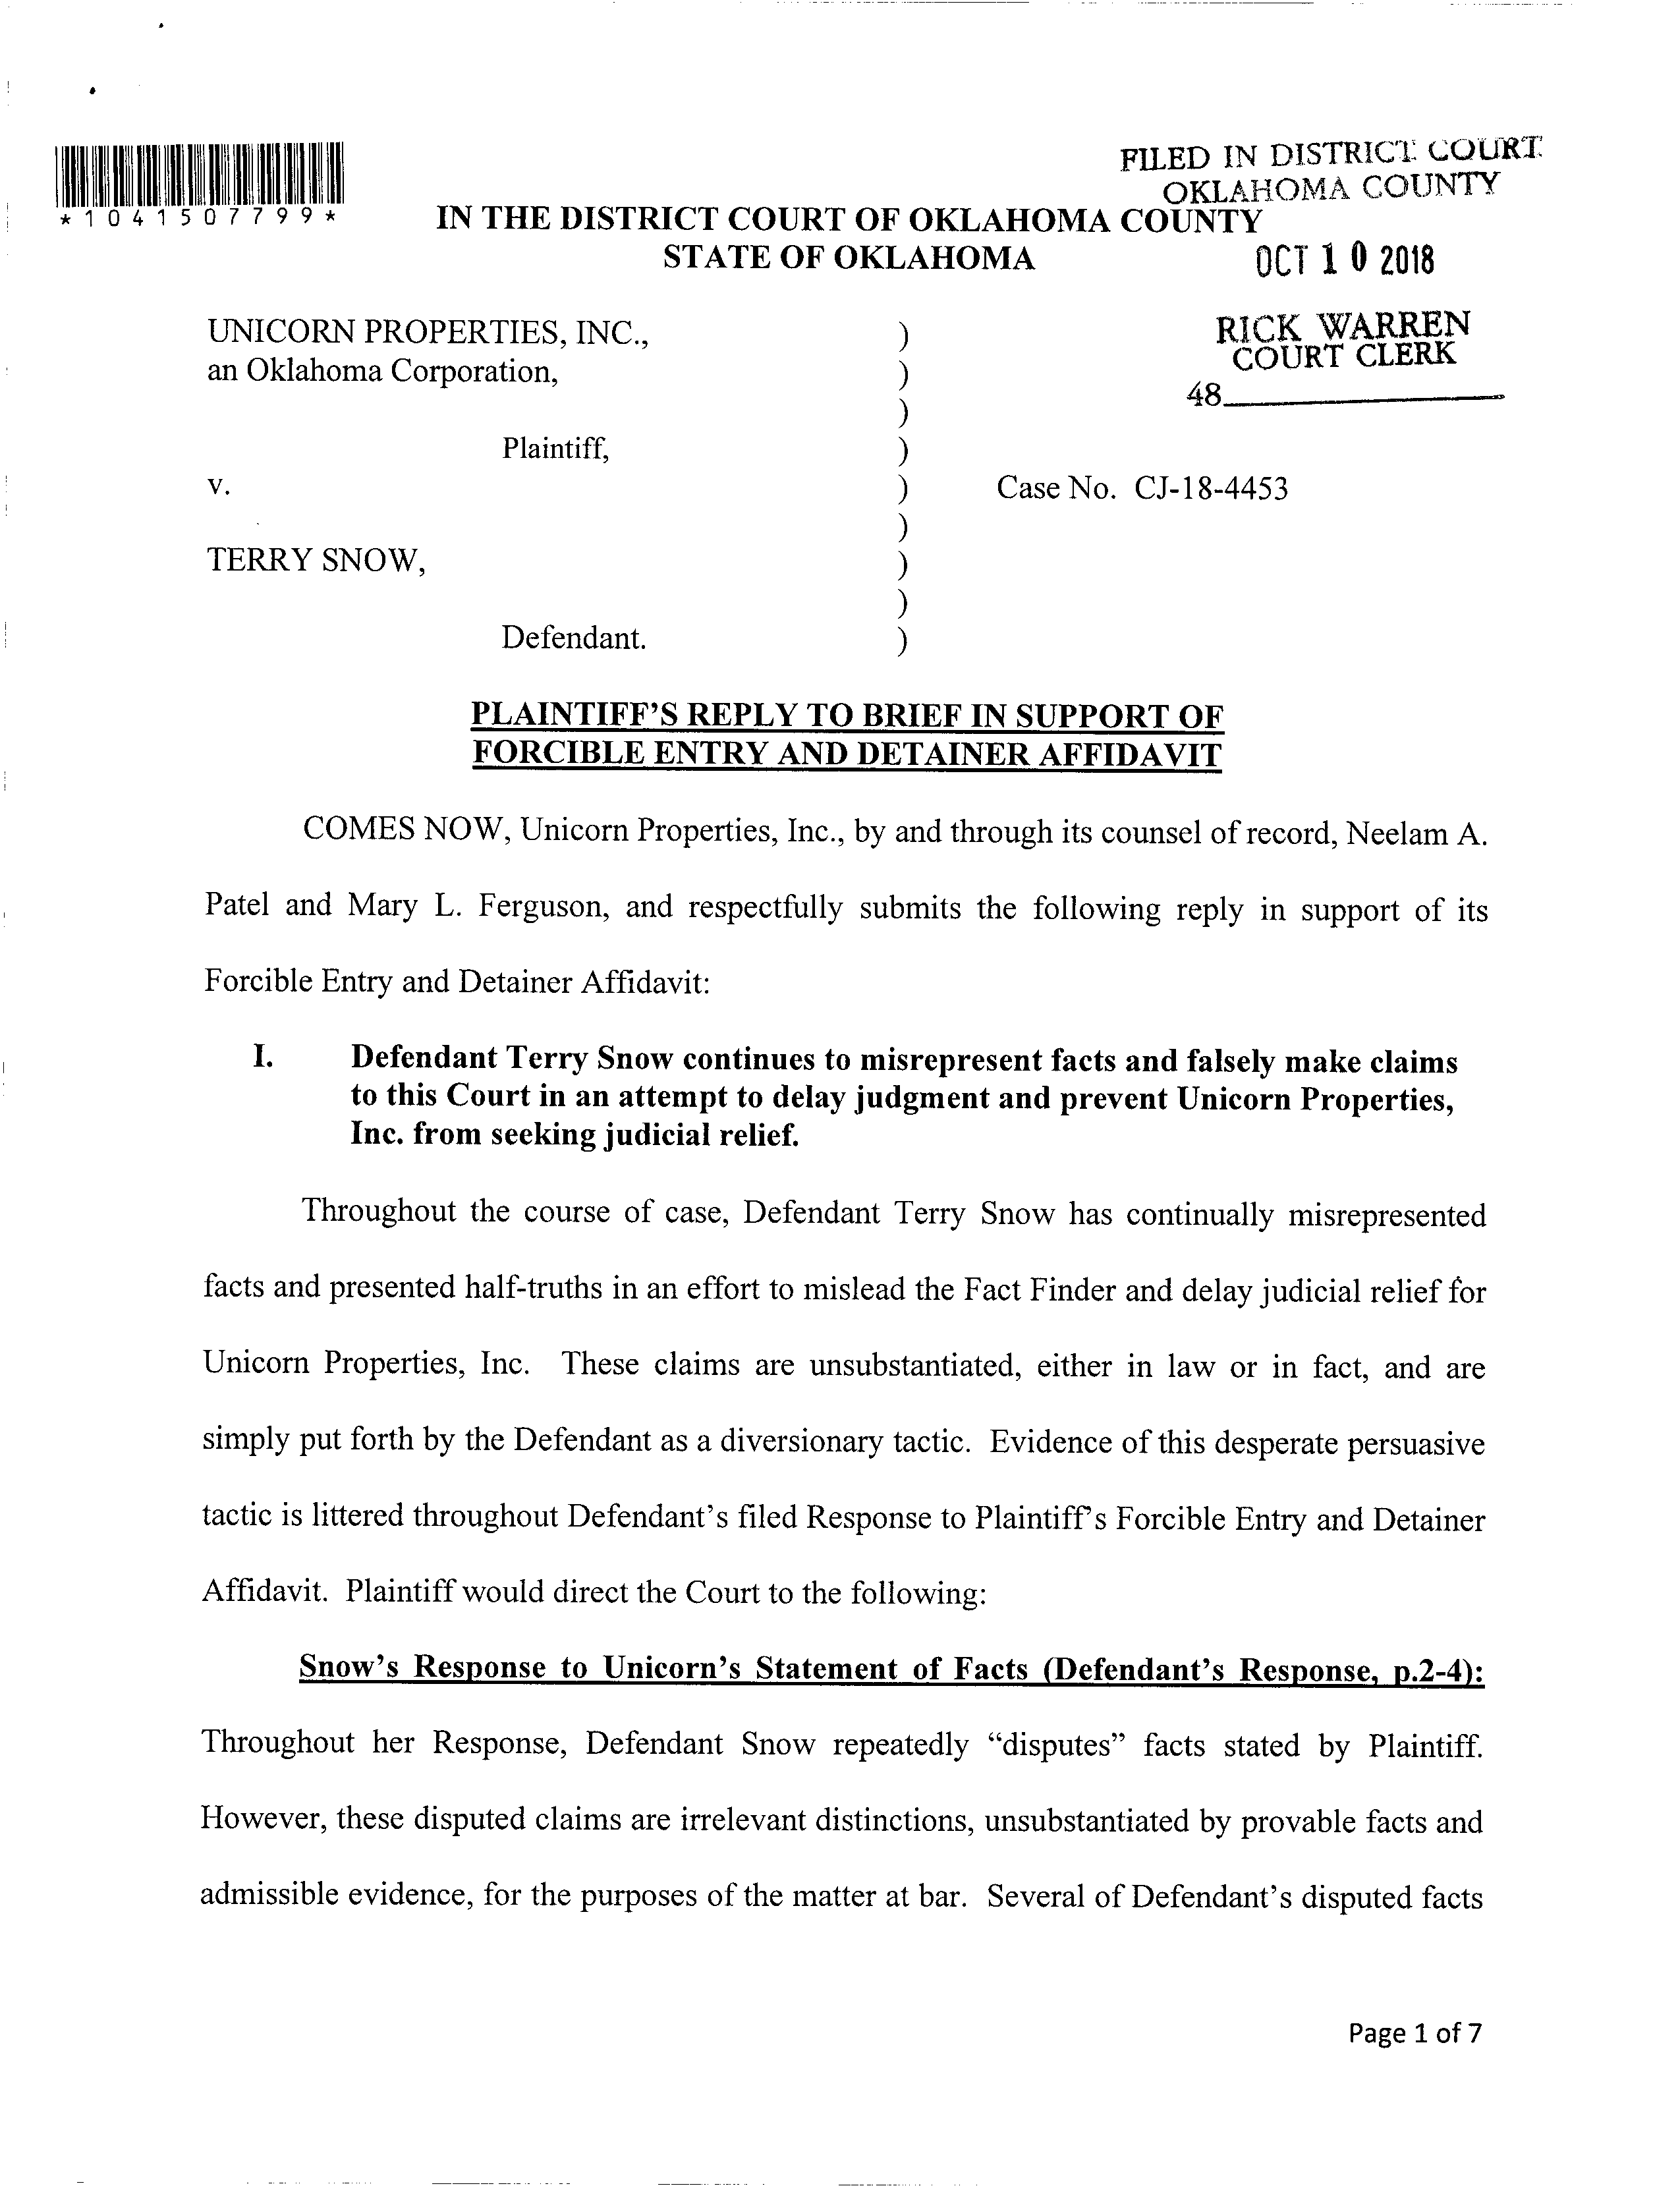 FILED IN DISTRICT COURT
OKLAHOMA COUNTY
*1041507799*
IN THE DISTRICT COURT OF OKLAHOMA COUNTY
STATE OF OKLAHOMA
OCT 10 2018
RICK WARREN
COURT CLERK
48
UNICORN PROPERTIES, INC., )
an Oklahoma Corporation, )
)
Plaintiff, )
v. ) Case No. CJ-18-4453
)
TERRY SNOW, )
)
Defendant. )
PLAINTIFF'S REPLY TO BRIEF IN SUPPORT OF
FORCIBLE ENTRY AND DETAINER AFFIDAVIT
COMES NOW, Unicorn Properties, Inc., by and through its counsel of record, Neelam A.
Patel and Mary L. Ferguson, and respectfully submits the following reply in support of its
Forcible Entry and Detainer Affidavit:
I. Defendant Terry Snow continues to misrepresent facts and falsely make claims
to this Court in an attempt to delay judgment and prevent Unicorn Properties,
Inc. from seeking judicial relief.
Throughout the course of case, Defendant Terry Snow has continually misrepresented
facts and presented half-truths in an effort to mislead the Fact Finder and delay judicial relief for
Unicorn Properties, Inc. These claims are unsubstantiated, either in law or in fact, and are
simply put forth by the Defendant as a diversionary tactic. Evidence of this desperate persuasive
tactic is littered throughout Defendant's filed Response to Plaintiff's Forcible Entry and Detainer
Affidavit. Plaintiff would direct the Court to the following:
Snow's Response to Unicorn's Statement of Facts (Defendant's Response, p.2-4):
Throughout her Response, Defendant Snow repeatedly "disputes" facts stated by Plaintiff.
However, these disputed claims are irrelevant distinctions, unsubstantiated by provable facts and
admissible evidence, for the purposes of the matter at bar. Several of Defendant's disputed facts
Page 1 of 7